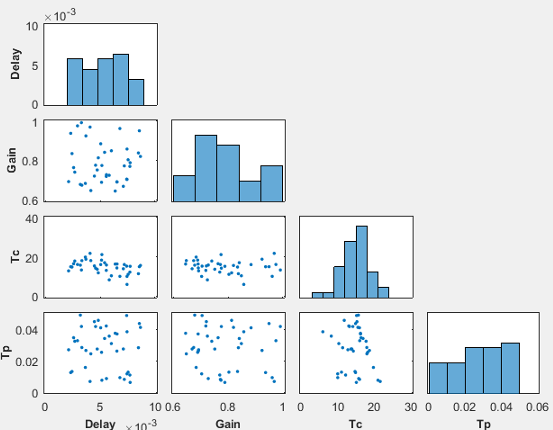 ×10⁻³
10
5
0
Delay
1
0.8
0.6
Gain
40
20
0
Tc
0.04
0.02
0
Tp
0 5 10 0.6 0.8 1 0 10 20 30 0 0.02 0.04 0.06
Delay ×10⁻³ Gain Tc Tp